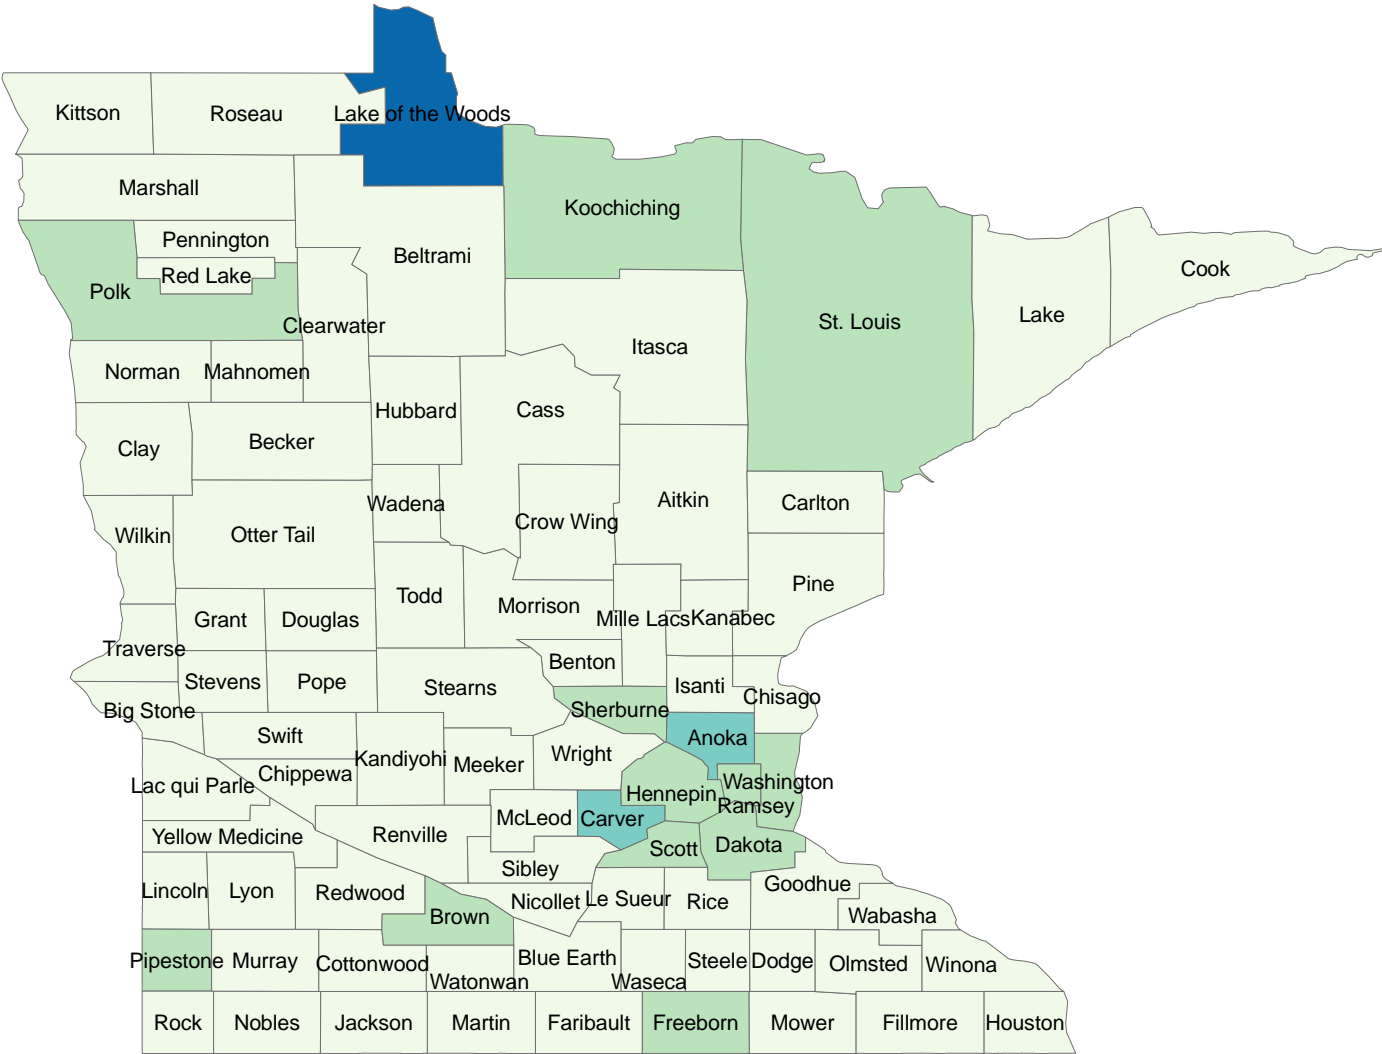 Kittson
Roseau
Lake of the Woods
Marshall
Koochiching
Pennington
Beltrami
Red Lake
Polk
Cook
Lake
St. Louis
Clearwater
Itasca
Norman
Mahnomen
Hubbard
Cass
Becker
Clay
Aitkin
Carlton
Wadena
Crow Wing
Otter Tail
Wilkin
Pine
Todd
Morrison
Grant
Douglas
Mille Lacs
Kanabec
Traverse
Benton
Stevens
Pope
Stearns
Isanti
Chisago
Big Stone
Sherburne
Swift
Anoka
Kandiyohi
Wright
Meeker
Chippewa
Washington
Lac qui Parle
Hennepin
Ramsey
McLeod
Carver
Yellow Medicine
Renville
Dakota
Scott
Sibley
Goodhue
Lincoln
Lyon
Redwood
Nicollet
Le Sueur
Rice
Brown
Wabasha
Pipestone
Murray
Cottonwood
Blue Earth
Steele
Dodge
Olmsted
Winona
Watonwan
Waseca
Rock
Nobles
Jackson
Martin
Faribault
Freeborn
Mower
Fillmore
Houston